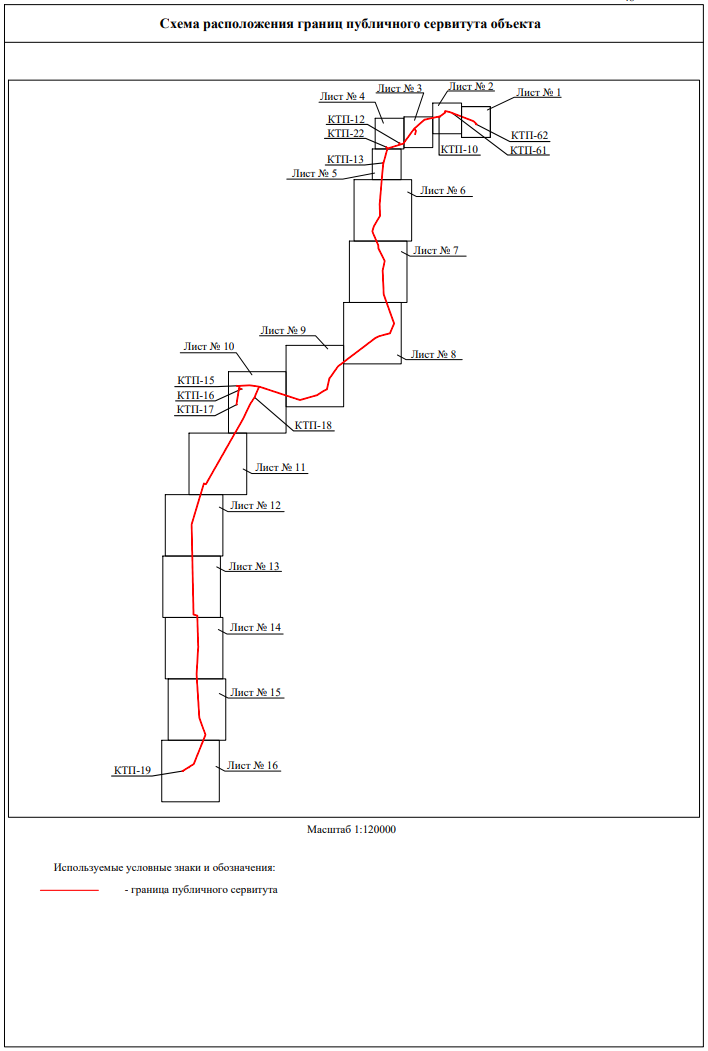 Схема расположения границ публичного сервитута объекта
Лист № 3
Лист № 2
Лист № 4
Лист № 1
КТП-12
КТП-22
КТП-62
КТП-13
КТП-10
КТП-61
Лист № 5
Лист № 6
Лист № 7
Лист № 9
Лист № 10
Лист № 8
КТП-15
КТП-16
КТП-17
КТП-18
Лист № 11
Лист № 12
Лист № 13
Лист № 14
Лист № 15
КТП-19
Лист № 16
Масштаб 1:120000
Используемые условные знаки и обозначения:
- граница публичного сервитута